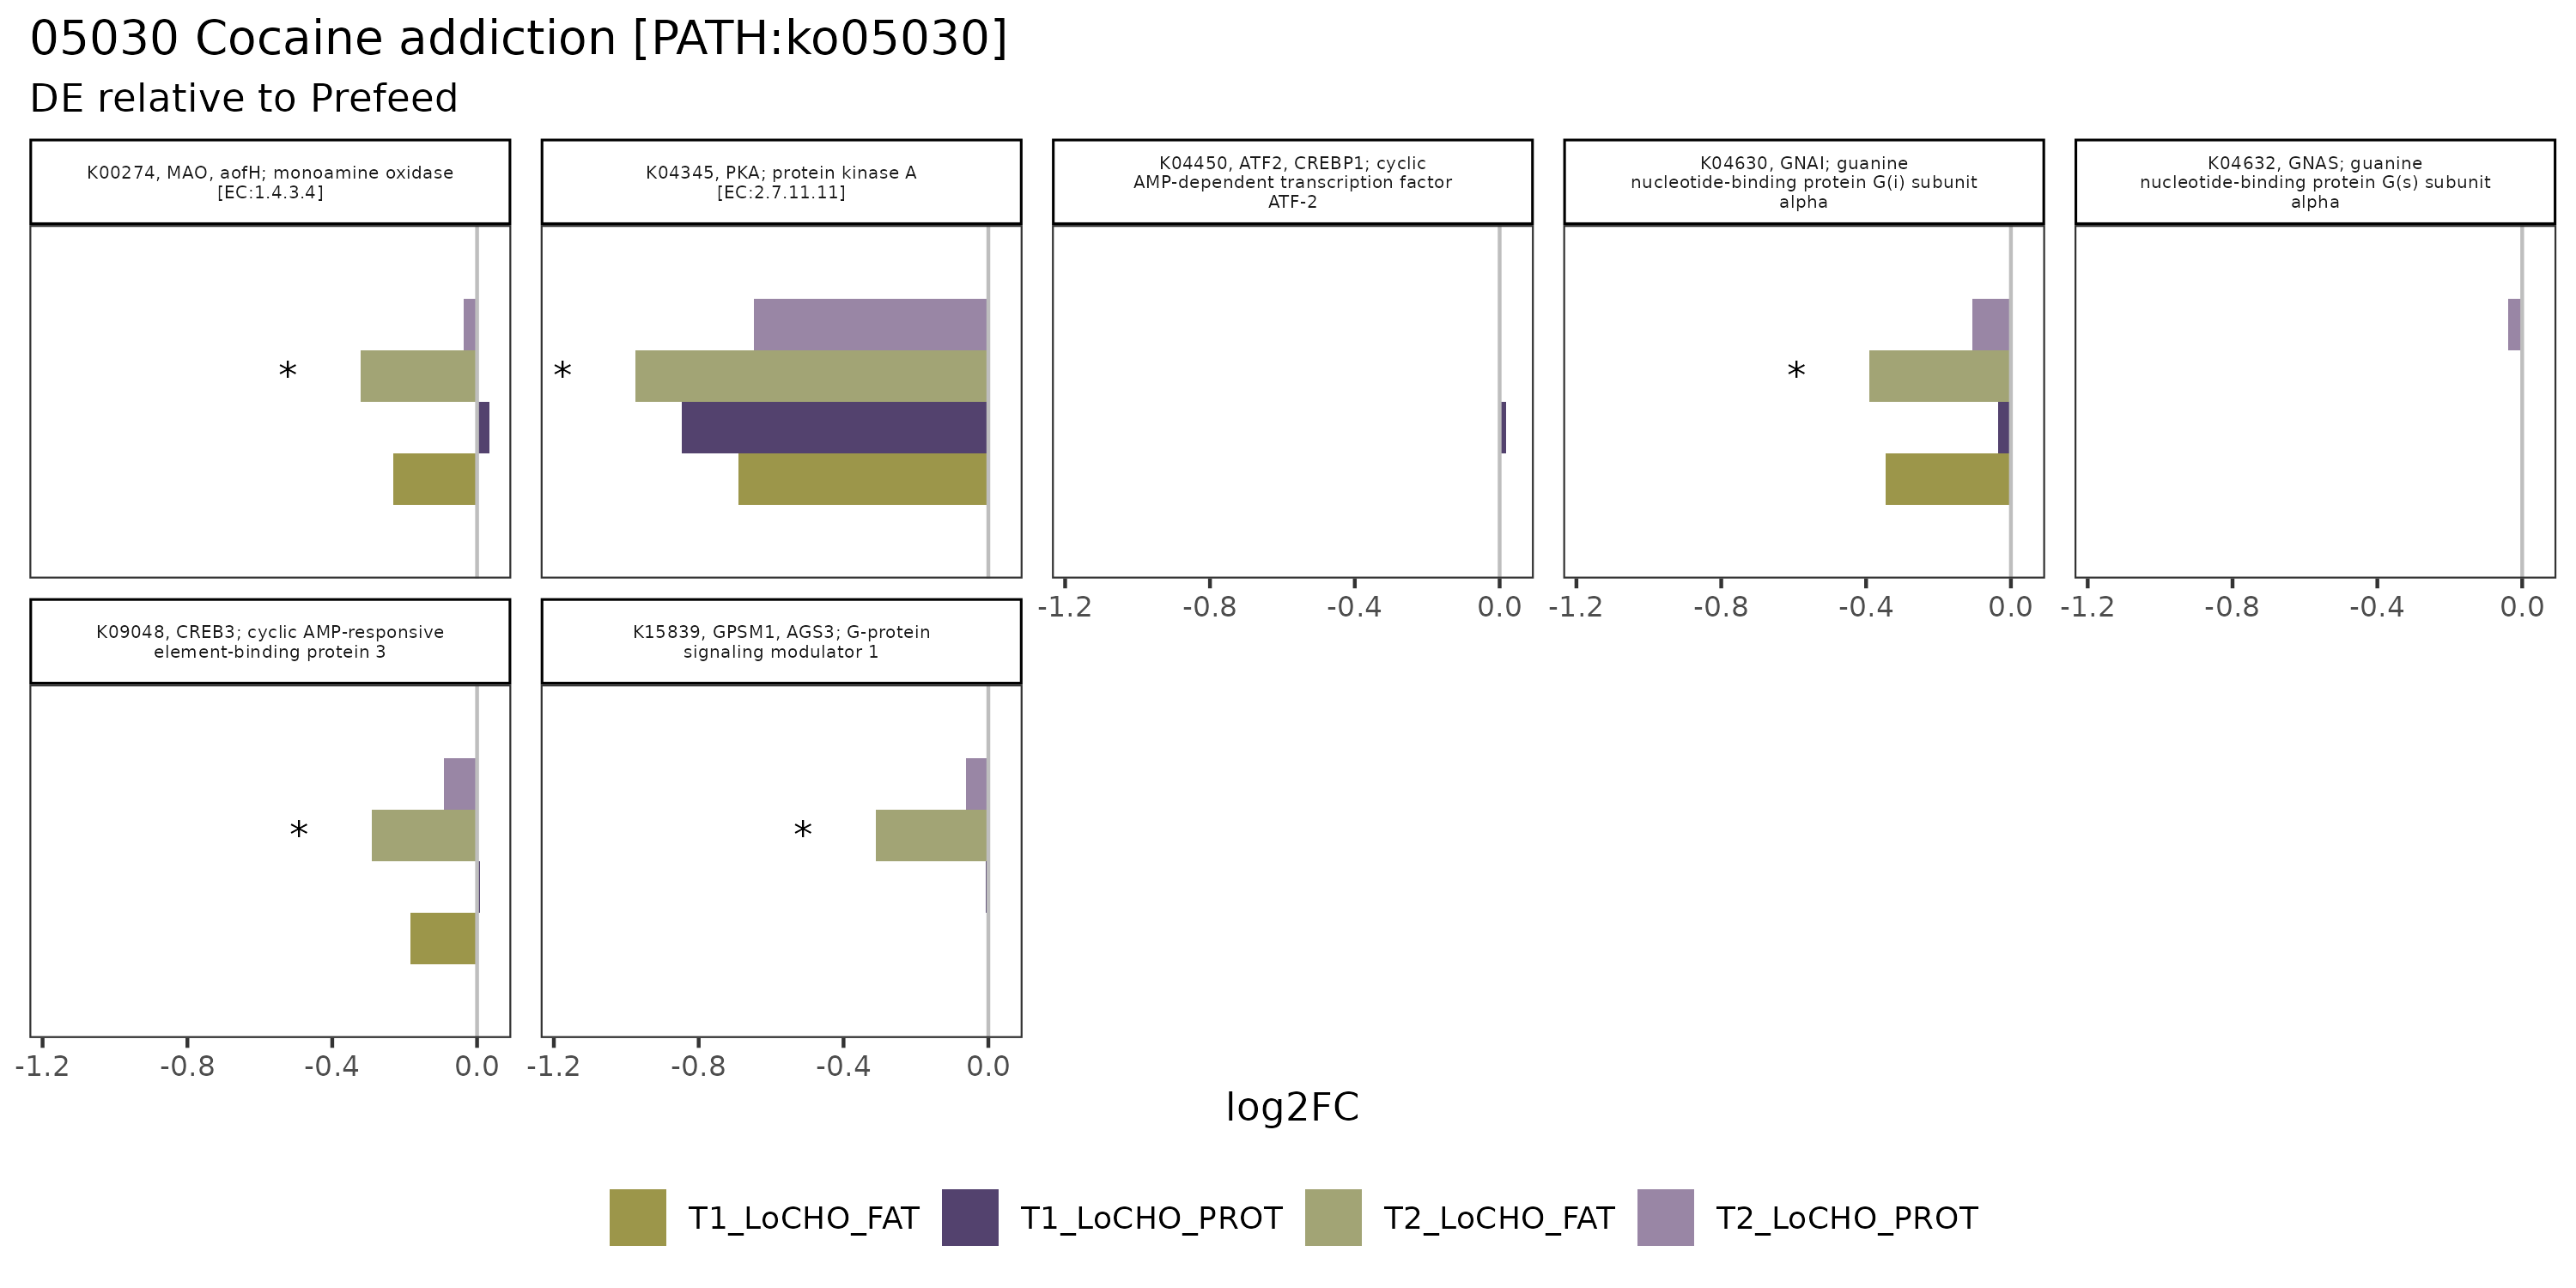 05030 Cocaine addiction [PATH:ko05030]
DE relative to Prefeed
K00274, MAO, aofH; monoamine oxidase
[EC:1.4.3.4]
K04345, PKA; protein kinase A
[EC:2.7.11.11]
K04450, ATF2, CREBP1; cyclic
AMP-dependent transcription factor
ATF-2
K04630, GNAI; guanine
nucleotide-binding protein G(i) subunit
alpha
K04632, GNAS; guanine
nucleotide-binding protein G(s) subunit
alpha
*
*
*
-1.2 -0.8 -0.4 0.0
-1.2 -0.8 -0.4 0.0
-1.2 -0.8 -0.4 0.0
K09048, CREB3; cyclic AMP-responsive
element-binding protein 3
K15839, GPSM1, AGS3; G-protein
signaling modulator 1
*
*
-1.2 -0.8 -0.4 0.0
-1.2 -0.8 -0.4 0.0
log2FC
T1_LoCHO_FAT T1_LoCHO_PROT T2_LoCHO_FAT T2_LoCHO_PROT